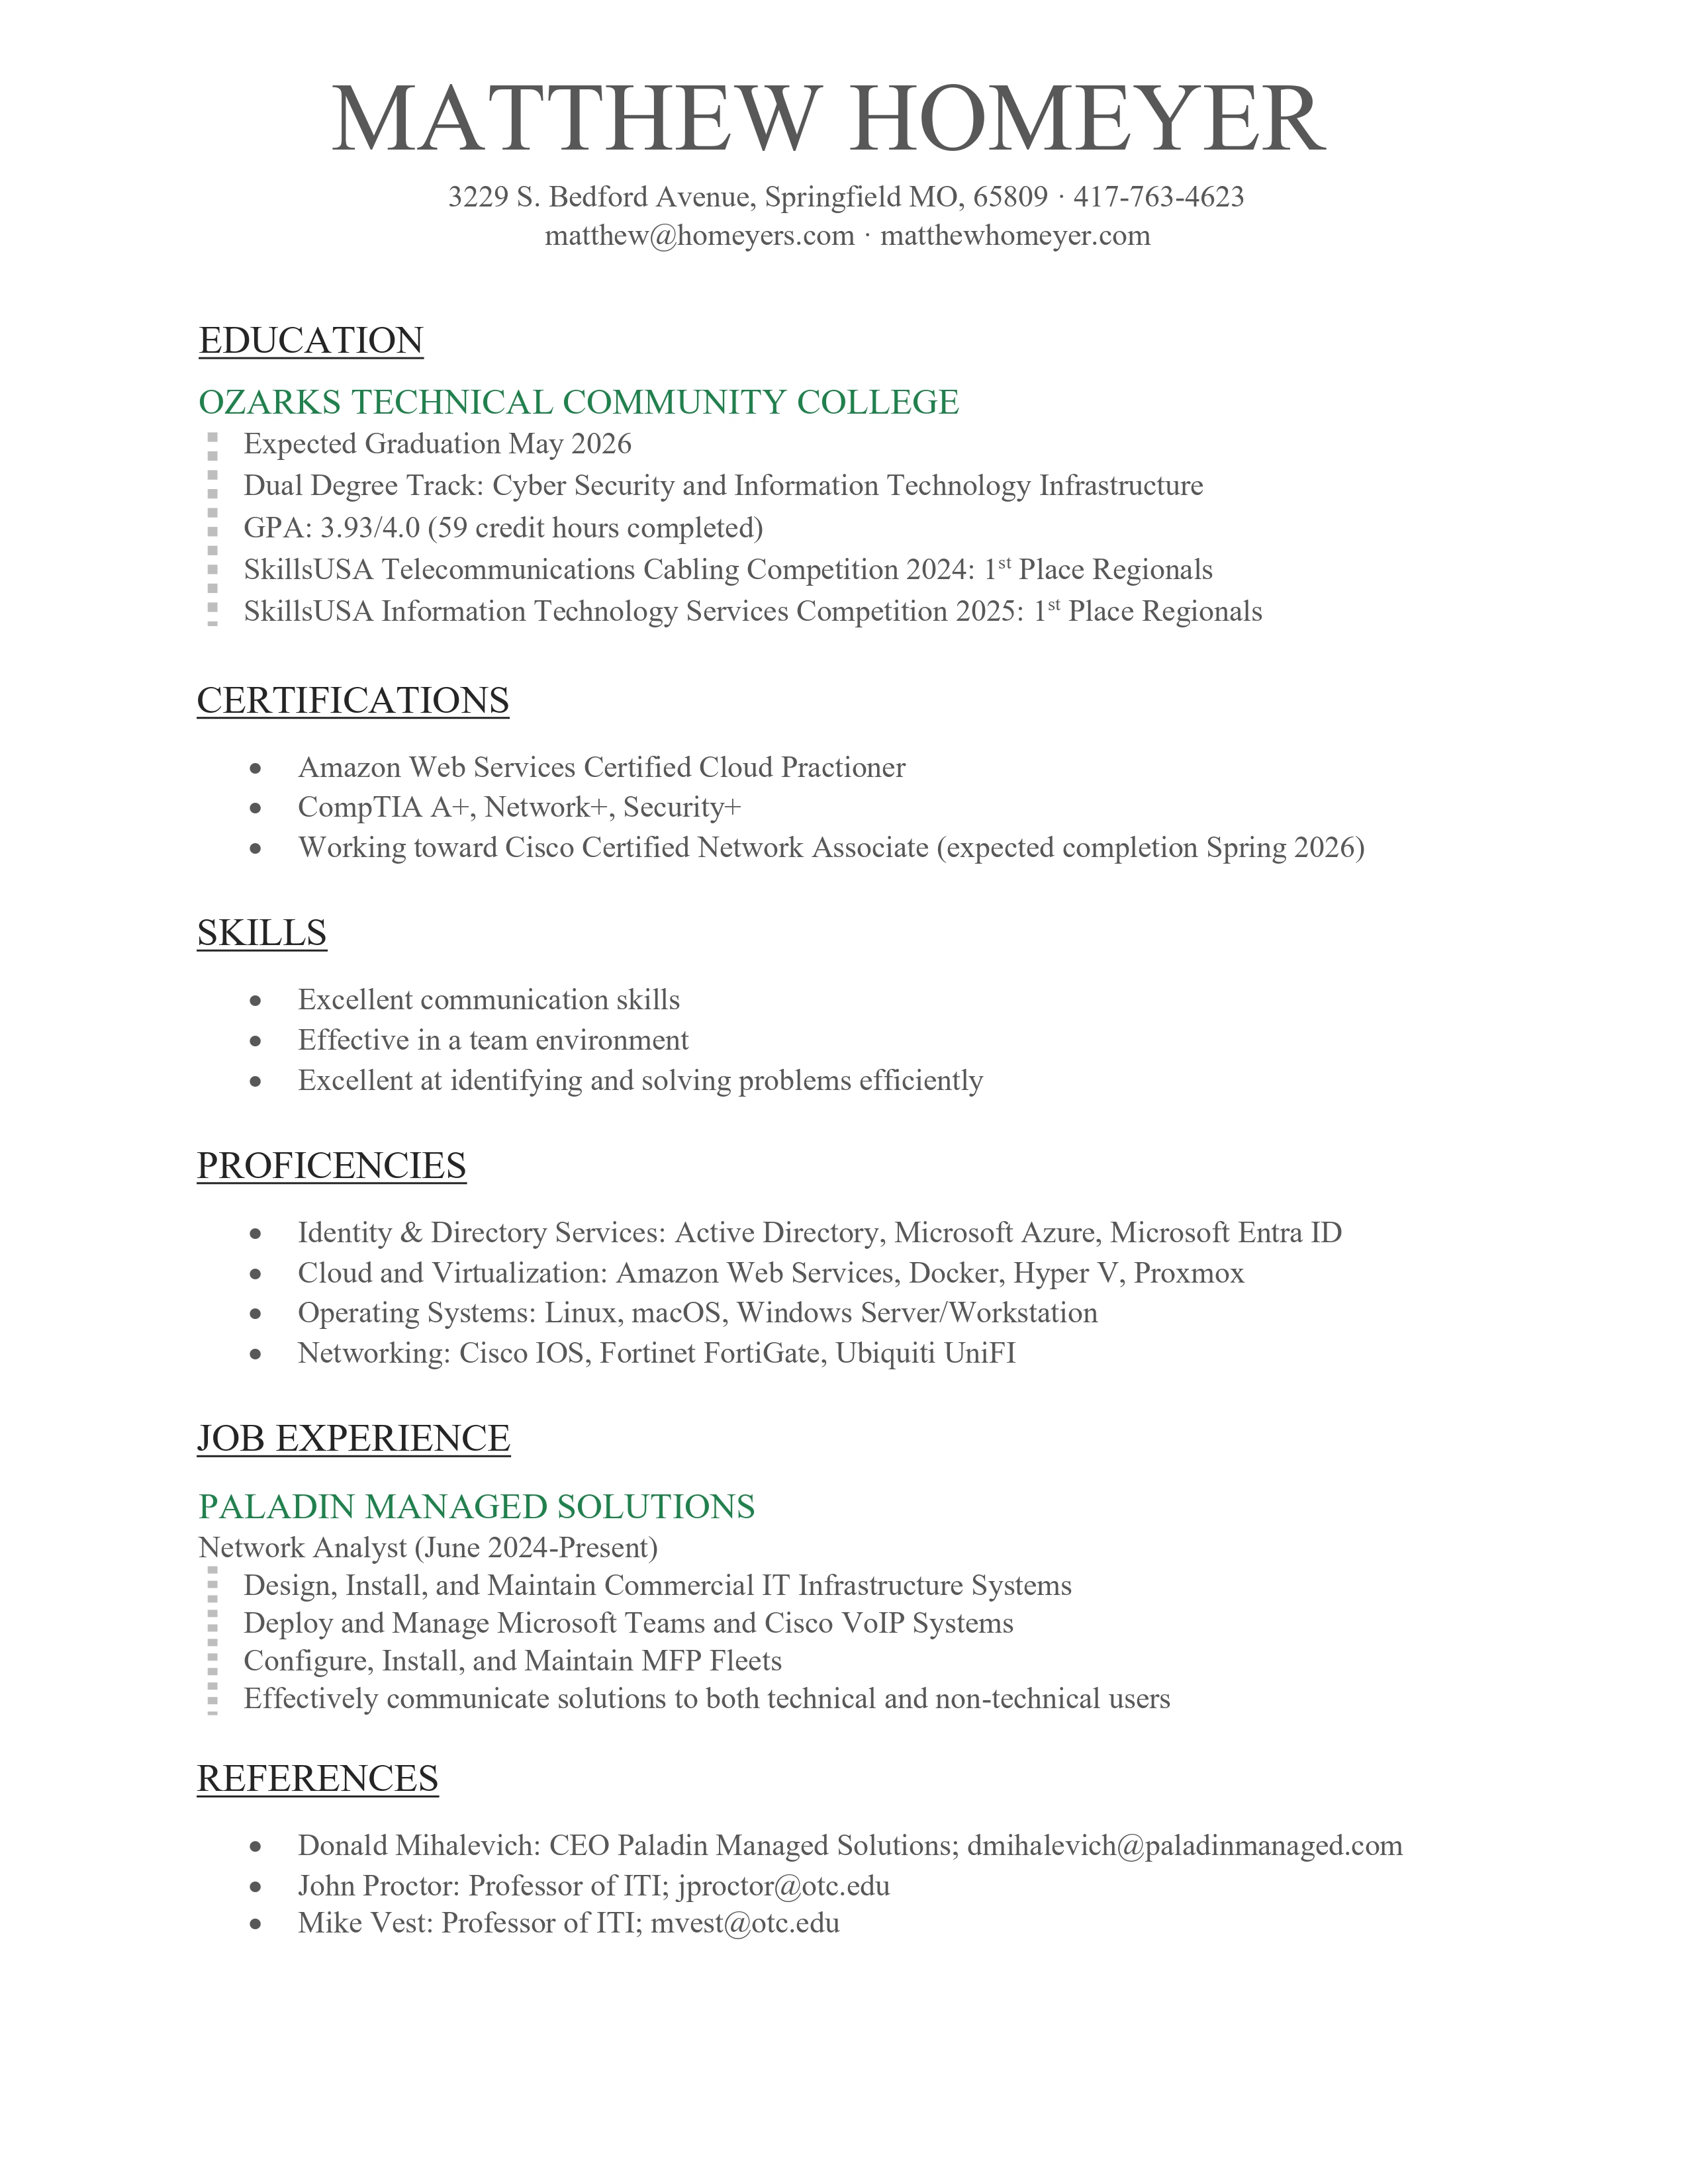 MATTHEW HOMEYER
3229 S. Bedford Avenue, Springfield MO, 65809 · 417-763-4623
matthew@homeyers.com · matthewhomeyer.com
EDUCATION
OZARKS TECHNICAL COMMUNITY COLLEGE
Expected Graduation May 2026
Dual Degree Track: Cyber Security and Information Technology Infrastructure
GPA: 3.93/4.0 (59 credit hours completed)
SkillsUSA Telecommunications Cabling Competition 2024: 1st Place Regionals
SkillsUSA Information Technology Services Competition 2025: 1st Place Regionals
CERTIFICATIONS
• Amazon Web Services Certified Cloud Practioner
• CompTIA A+, Network+, Security+
• Working toward Cisco Certified Network Associate (expected completion Spring 2026)
SKILLS
• Excellent communication skills
• Effective in a team environment
• Excellent at identifying and solving problems efficiently
PROFICENCIES
• Identity & Directory Services: Active Directory, Microsoft Azure, Microsoft Entra ID
• Cloud and Virtualization: Amazon Web Services, Docker, Hyper V, Proxmox
• Operating Systems: Linux, macOS, Windows Server/Workstation
• Networking: Cisco IOS, Fortinet FortiGate, Ubiquiti UniFI
JOB EXPERIENCE
PALADIN MANAGED SOLUTIONS
Network Analyst (June 2024-Present)
Design, Install, and Maintain Commercial IT Infrastructure Systems
Deploy and Manage Microsoft Teams and Cisco VoIP Systems
Configure, Install, and Maintain MFP Fleets
Effectively communicate solutions to both technical and non-technical users
REFERENCES
• Donald Mihalevich: CEO Paladin Managed Solutions; dmihalevich@paladinmanaged.com
• John Proctor: Professor of ITI; jproctor@otc.edu
• Mike Vest: Professor of ITI; mvest@otc.edu